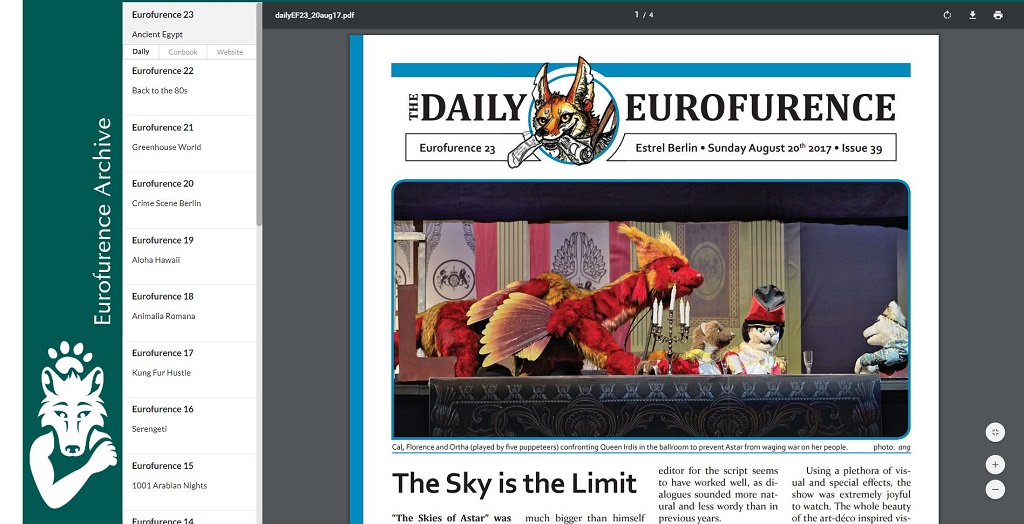 Eurofurence Archive
Eurofurence 23
Ancient Egypt
Daily
Conbook
Website
Eurofurence 22
Back to the 80s
Eurofurence 21
Greenhouse World
Eurofurence 20
Crime Scene Berlin
Eurofurence 19
Aloha Hawaii
Eurofurence 18
Animalia Romana
Eurofurence 17
Kung Fur Hustle
Eurofurence 16
Serengeti
Eurofurence 15
1001 Arabian Nights
Eurofurence 14
dailyEF23_20aug17.pdf
1 / 4
THE DAILY EUROFURENCE
Eurofurence 23
Estrel Berlin • Sunday August 20th 2017 • Issue 39
Cal, Florence and Ortha (played by five puppeteers) confronting Queen Irdis in the ballroom to prevent Astar from waging war on her people.
photo: ang
The Sky is the Limit
"The Skies of Astar" was
much bigger than himself
editor for the script seems
to have worked well, as di-
alogues sounded more nat-
ural and less wordy than in
previous years.
Using a plethora of vis-
ual and special effects, the
show was extremely joyful
to watch. The whole beauty
of the art-déco inspired vis-